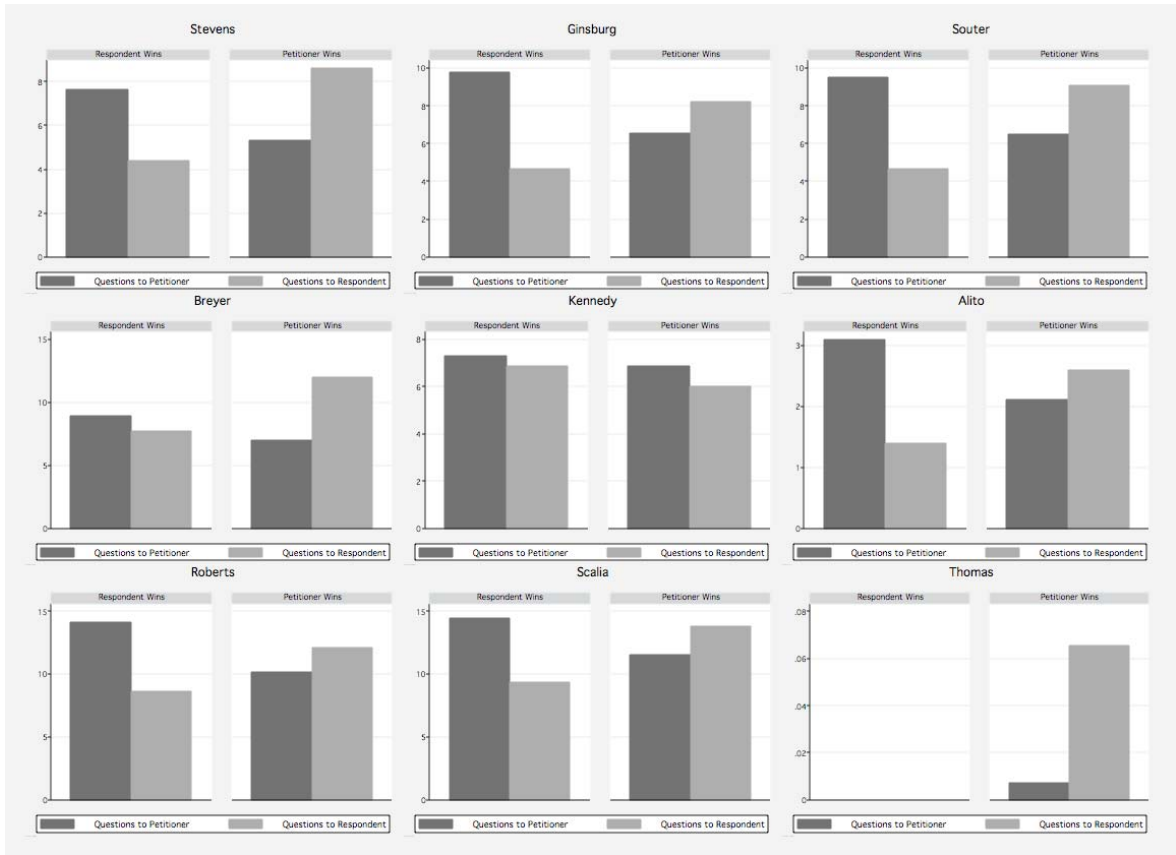 Stevens
Respondent Wins Petitioner Wins
8
6
4
2
0
Questions to Petitioner Questions to Respondent
Ginsburg
Respondent Wins Petitioner Wins
10
8
6
4
2
0
Questions to Petitioner Questions to Respondent
Souter
Respondent Wins Petitioner Wins
10
8
6
4
2
0
Questions to Petitioner Questions to Respondent
Breyer
Respondent Wins Petitioner Wins
15
10
5
0
Questions to Petitioner Questions to Respondent
Kennedy
Respondent Wins Petitioner Wins
8
6
4
2
0
Questions to Petitioner Questions to Respondent
Alito
Respondent Wins Petitioner Wins
3
2
1
0
Questions to Petitioner Questions to Respondent
Roberts
Respondent Wins Petitioner Wins
15
10
5
0
Questions to Petitioner Questions to Respondent
Scalia
Respondent Wins Petitioner Wins
15
10
5
0
Questions to Petitioner Questions to Respondent
Thomas
Respondent Wins Petitioner Wins
.08
.06
.04
.02
0
Questions to Petitioner Questions to Respondent